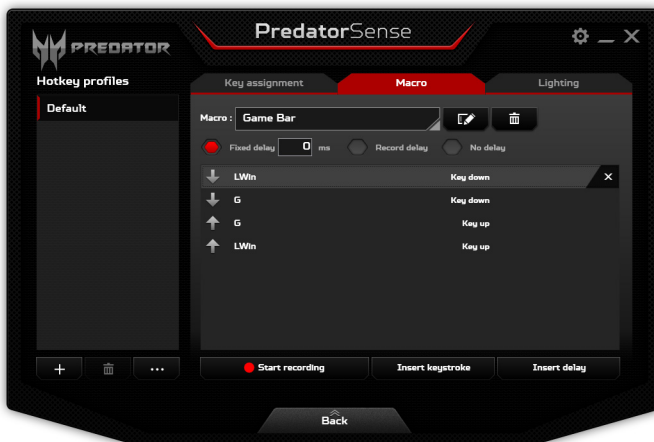 PredatorSense
PREDATOR
Hotkey profiles
Default
Key assignment
Macro
Lighting
Macro : Game Bar
Fixed delay 0 ms Record delay No delay
LWin Key down
G Key down
G Key up
LWin Key up
Start recording
Insert keystroke
Insert delay
Back